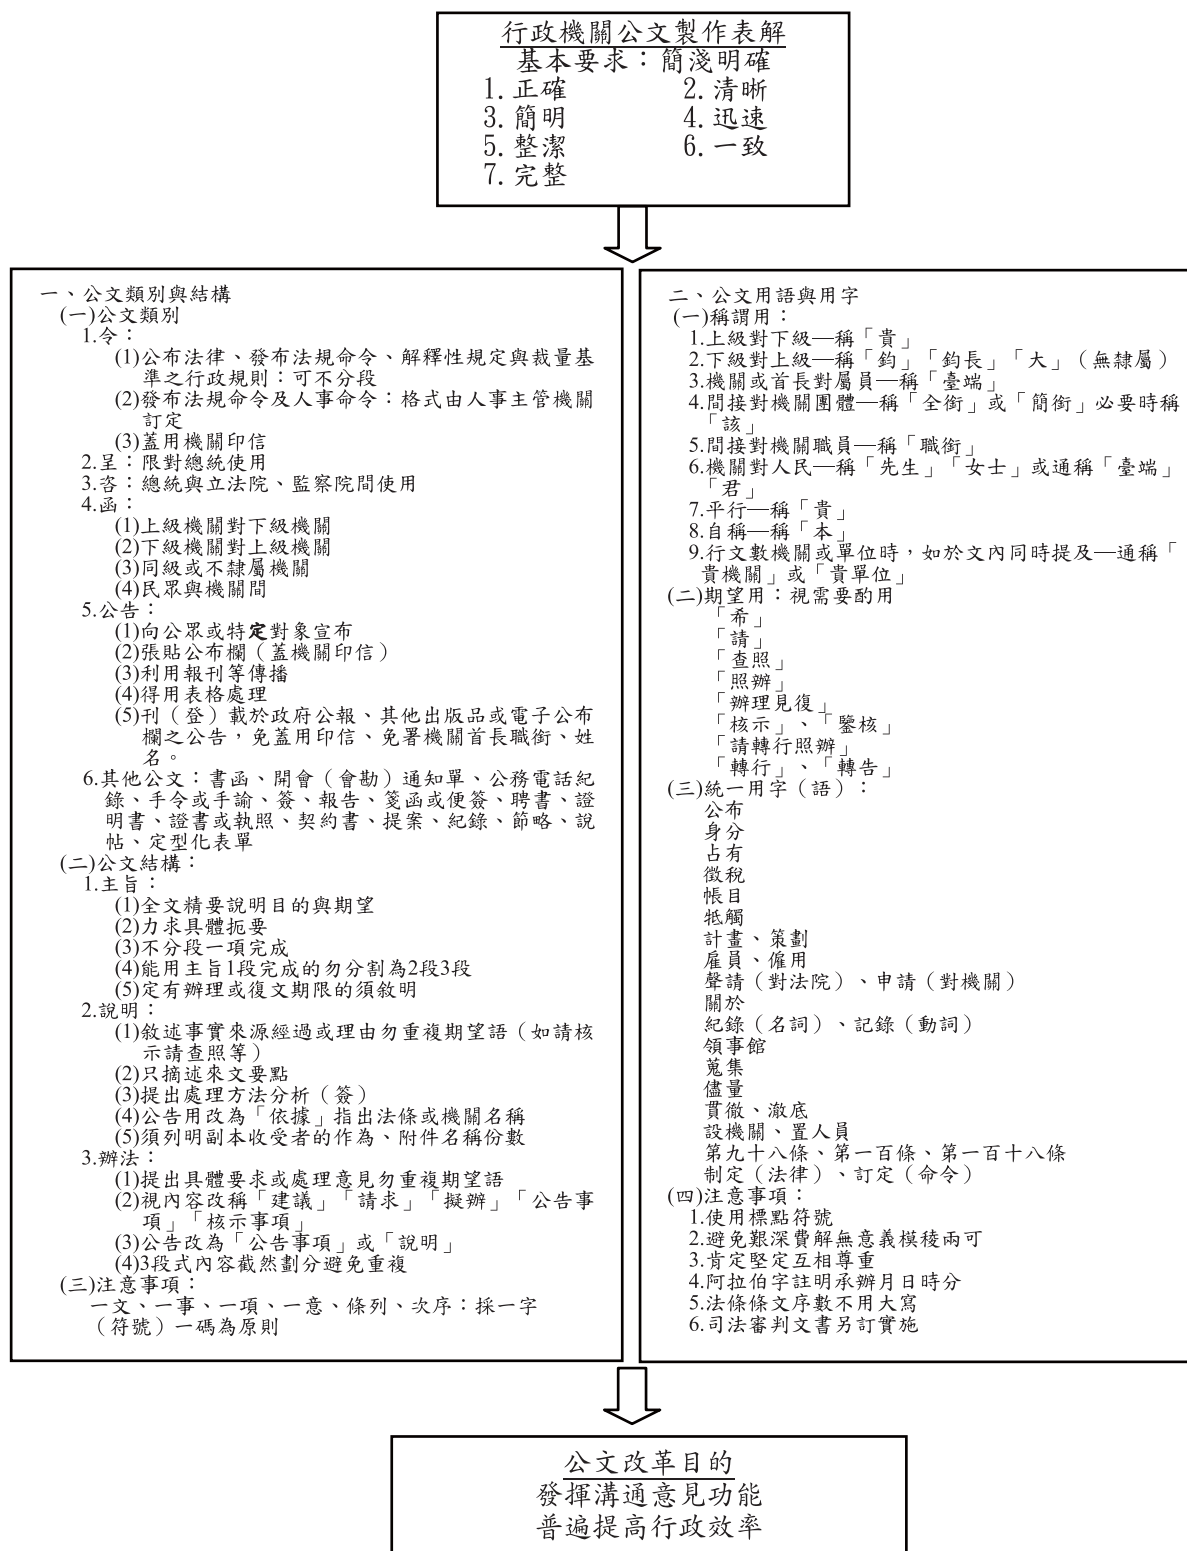 行政機關公文製作表解
基本要求：簡淺明確
1. 正確 2. 清晰
3. 簡明 4. 迅速
5. 整潔 6. 一致
7. 完整
一、公文類別與結構
(一)公文類別
1.令：
(1)公布法律、發布法規命令、解釋性規定與裁量基
準之行政規則：可不分段
(2)發布法規命令及人事命令：格式由人事主管機關
訂定
(3)蓋用機關印信
2.呈：限對總統使用
3.咨：總統與立法院、監察院間使用
4.函：
(1)上級機關對下級機關
(2)下級機關對上級機關
(3)同級或不隸屬機關
(4)民眾與機關間
5.公告：
(1)向公眾或特定對象宣布
(2)張貼公布欄（蓋機關印信）
(3)利用報刊等傳播
(4)得用表格處理
(5)刊（登）載於政府公報、其他出版品或電子公布
欄之公告，免蓋用印信、免署機關首長職銜、姓
名。
6.其他公文：書函、開會（會勘）通知單、公務電話紀
錄、手令或手諭、簽、報告、箋函或便簽、聘書、證
明書、證書或執照、契約書、提案、紀錄、節略、說
帖、定型化表單
(二)公文結構：
1.主旨：
(1)全文精要說明目的與期望
(2)力求具體扼要
(3)不分段一項完成
(4)能用主旨1段完成的勿分割為2段3段
(5)定有辦理或復文期限的須敘明
2.說明：
(1)敘述事實來源經過或理由勿重複期望語（如請核
示請查照等）
(2)只摘述來文要點
(3)提出處理方法分析（簽）
(4)公告用改為「依據」指出法條或機關名稱
(5)須列明副本收受者的作為、附件名稱份數
3.辦法：
(1)提出具體要求或處理意見勿重複期望語
(2)視內容改稱「建議」「請求」「擬辦」「公告事
項」「核示事項」
(3)公告改為「公告事項」或「說明」
(4)3段式內容截然劃分避免重複
(三)注意事項：
一文、一事、一項、一意、條列、次序：採一字
（符號）一碼為原則
二、公文用語與用字
(一)稱謂用：
1.上級對下級—稱「貴」
2.下級對上級—稱「鈞」「鈞長」「大」（無隸屬）
3.機關或首長對屬員—稱「臺端」
4.間接對機關團體—稱「全銜」或「簡銜」必要時稱
「該」
5.間接對機關職員—稱「職銜」
6.機關對人民—稱「先生」「女士」或通稱「臺端」
「君」
7.平行—稱「貴」
8.自稱—稱「本」
9.行文數機關或單位時，如於文內同時提及—通稱「
貴機關」或「貴單位」
(二)期望用：視需要酌用
「希」
「請」
「查照」
「照辦」
「辦理見復」
「核示」、「鑒核」
「請轉行照辦」
「轉行」、「轉告」
(三)統一用字（語）：
公布
身分
占有
徵稅
帳目
牴觸
計畫、策劃
雇員、僱用
聲請（對法院）、申請（對機關）
關於
紀錄（名詞）、記錄（動詞）
領事館
蒐集
儘量
貫徹、澈底
設機關、置人員
第九十八條、第一百條、第一百十八條
制定（法律）、訂定（命令）
(四)注意事項：
1.使用標點符號
2.避免艱深費解無意義模稜兩可
3.肯定堅定互相尊重
4.阿拉伯字註明承辦月日時分
5.法條條文序數不用大寫
6.司法審判文書另訂實施
公文改革目的
發揮溝通意見功能
普遍提高行政效率